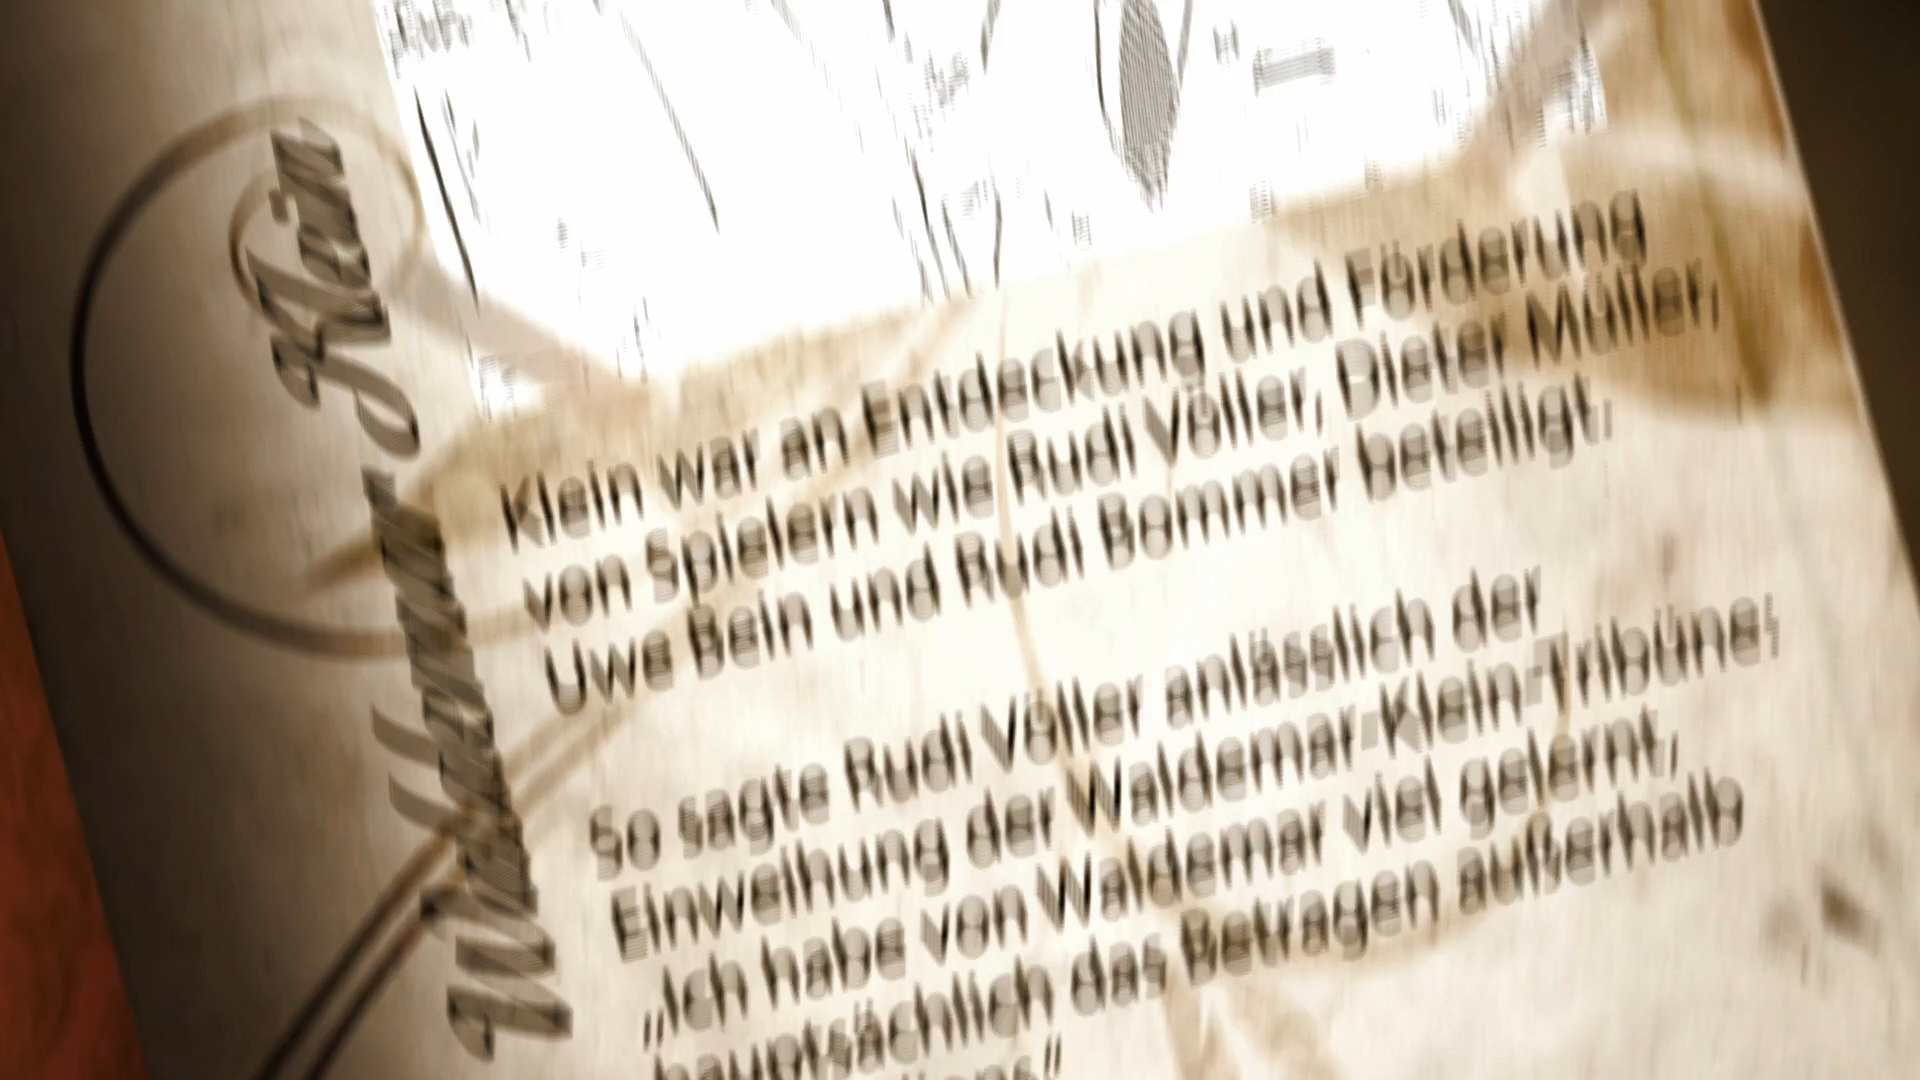 Waldemar Klein
Klein war an Entdeckung und Förderung
von Spielern wie Rudi Völler, Dieter Müller,
Uwe Bein und Rudi Bommer beteiligt.
So sagte Rudi Völler anlässlich der
Einweihung der Waldemar-Klein-Tribüne:
„Ich habe von Waldemar viel gelernt,
hauptsächlich das Betragen außerhalb